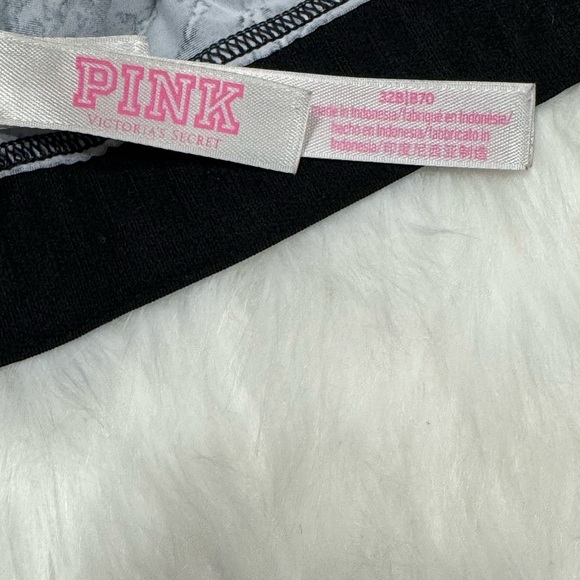 PINK
VICTORIA'S SECRET
32B|B70
made in Indonesia/fabriqué en Indonésie/
hecho en Indonesia/fabbricato in
Indonesia/印度尼西亚制造